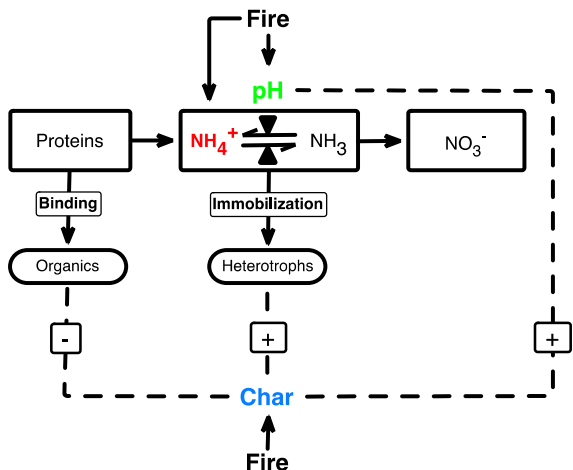 Fire
pH
Proteins
NH4+
NH3
NO3-
Binding
Immobilization
Organics
Heterotrophs
-
+
+
Char
Fire